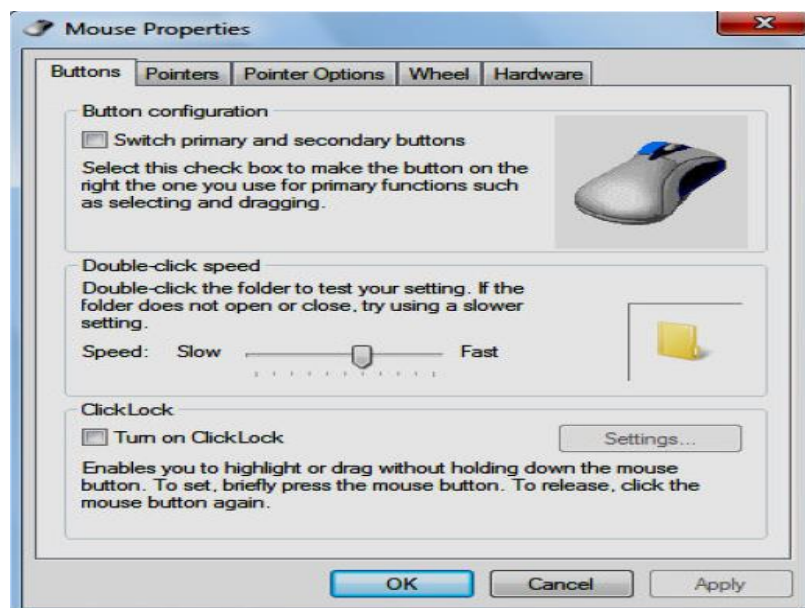 Mouse Properties
Buttons Pointers Pointer Options Wheel Hardware
Button configuration
Switch primary and secondary buttons
Select this check box to make the button on the
right the one you use for primary functions such
as selecting and dragging.
Double-click speed
Double-click the folder to test your setting. If the
folder does not open or close, try using a slower
setting.
Speed: Slow Fast
ClickLock
Turn on ClickLock Settings...
Enables you to highlight or drag without holding down the mouse
button. To set, briefly press the mouse button. To release, click the
mouse button again.
OK Cancel Apply